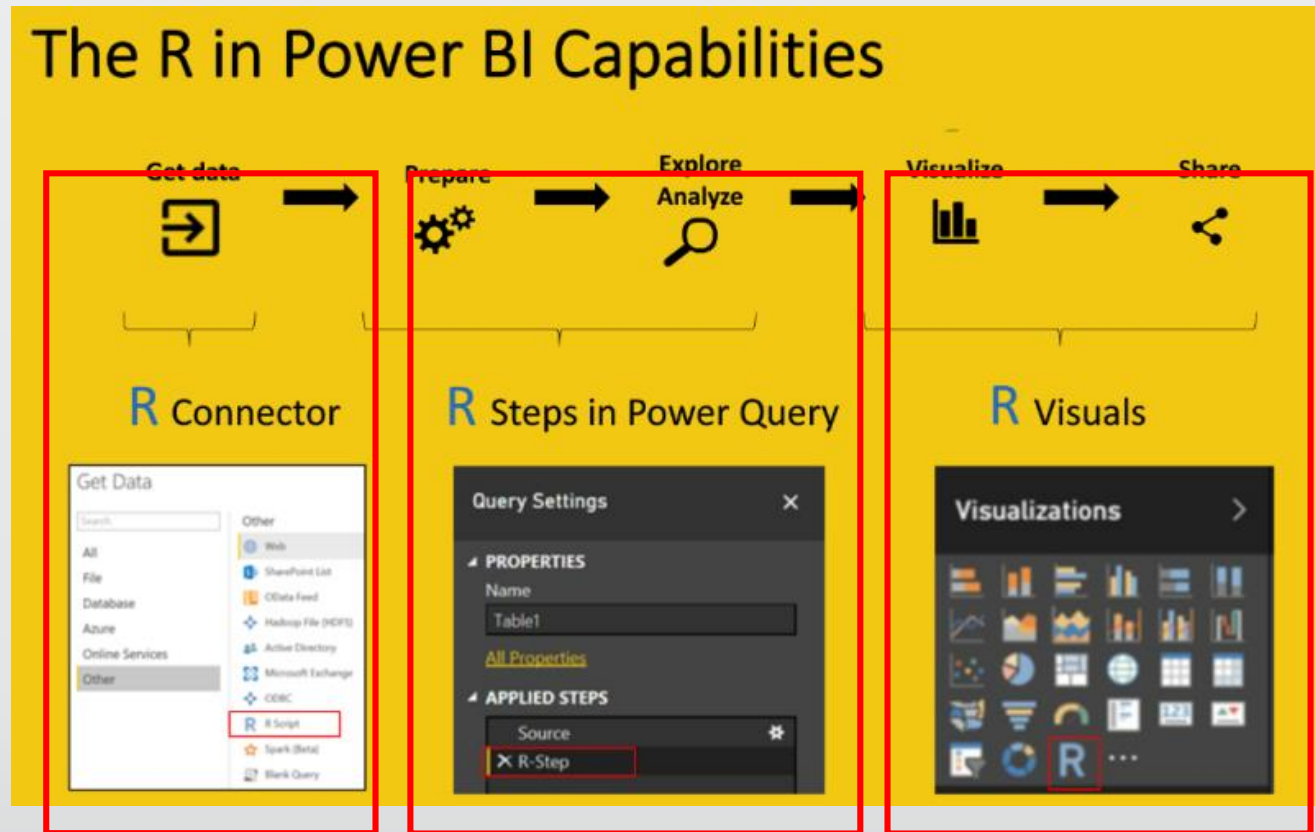 The R in Power BI Capabilities
Get data
Prepare
Explore
Analyze
Visualize
Share
R Connector
R Steps in Power Query
R Visuals
Get Data
Search
All
File
Database
Azure
Online Services
Other
Other
Web
SharePoint List
OData Feed
Hadoop File (HDFS)
Active Directory
Microsoft Exchange
ODBC
R R Script
Spark (Beta)
Blank Query
Query Settings
PROPERTIES
Name
Table1
All Properties
APPLIED STEPS
Source
R-Step
Visualizations
123
R